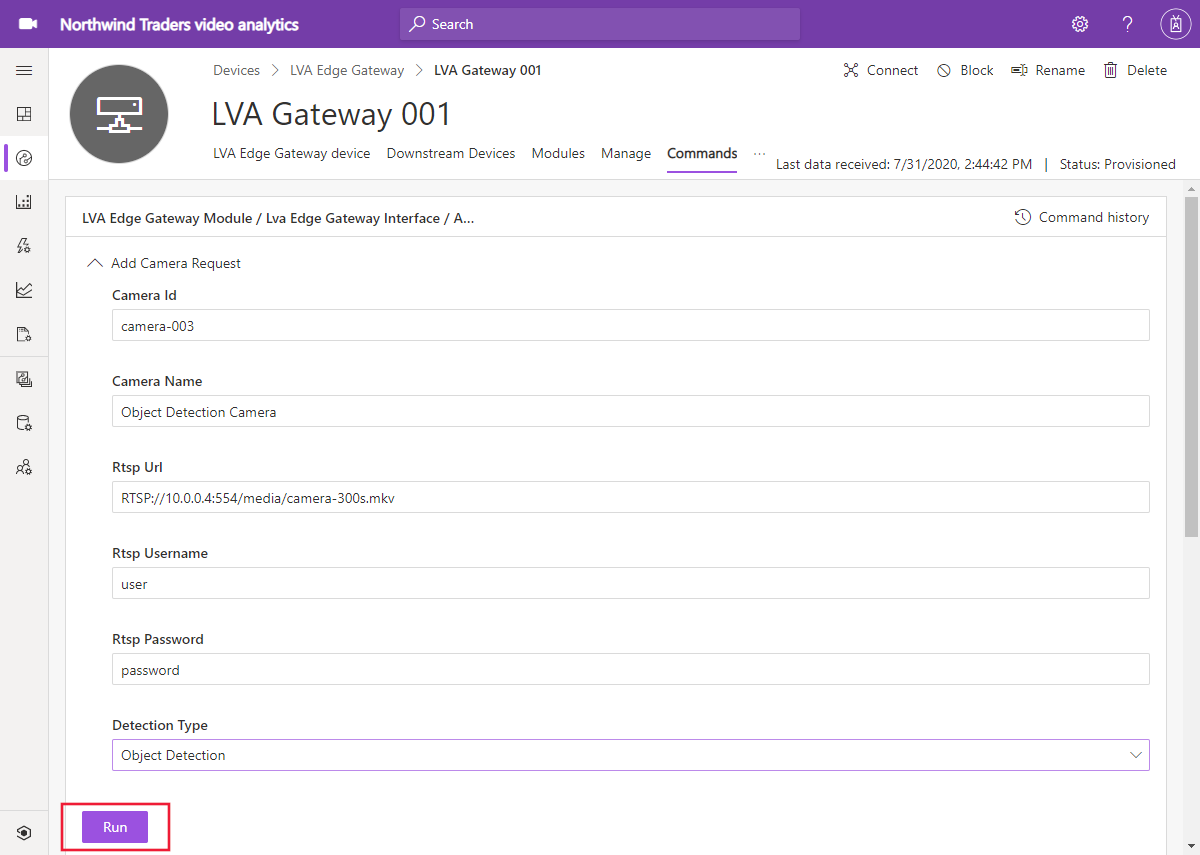 Northwind Traders video analytics
Search
?
Devices > LVA Edge Gateway > LVA Gateway 001
Connect Block Rename Delete
LVA Gateway 001
LVA Edge Gateway device Downstream Devices Modules Manage Commands ...
Last data received: 7/31/2020, 2:44:42 PM | Status: Provisioned
LVA Edge Gateway Module / Lva Edge Gateway Interface / A...
Command history
Add Camera Request
Camera Id
camera-003
Camera Name
Object Detection Camera
Rtsp Url
RTSP://10.0.0.4:554/media/camera-300s.mkv
Rtsp Username
user
Rtsp Password
password
Detection Type
Object Detection
Run